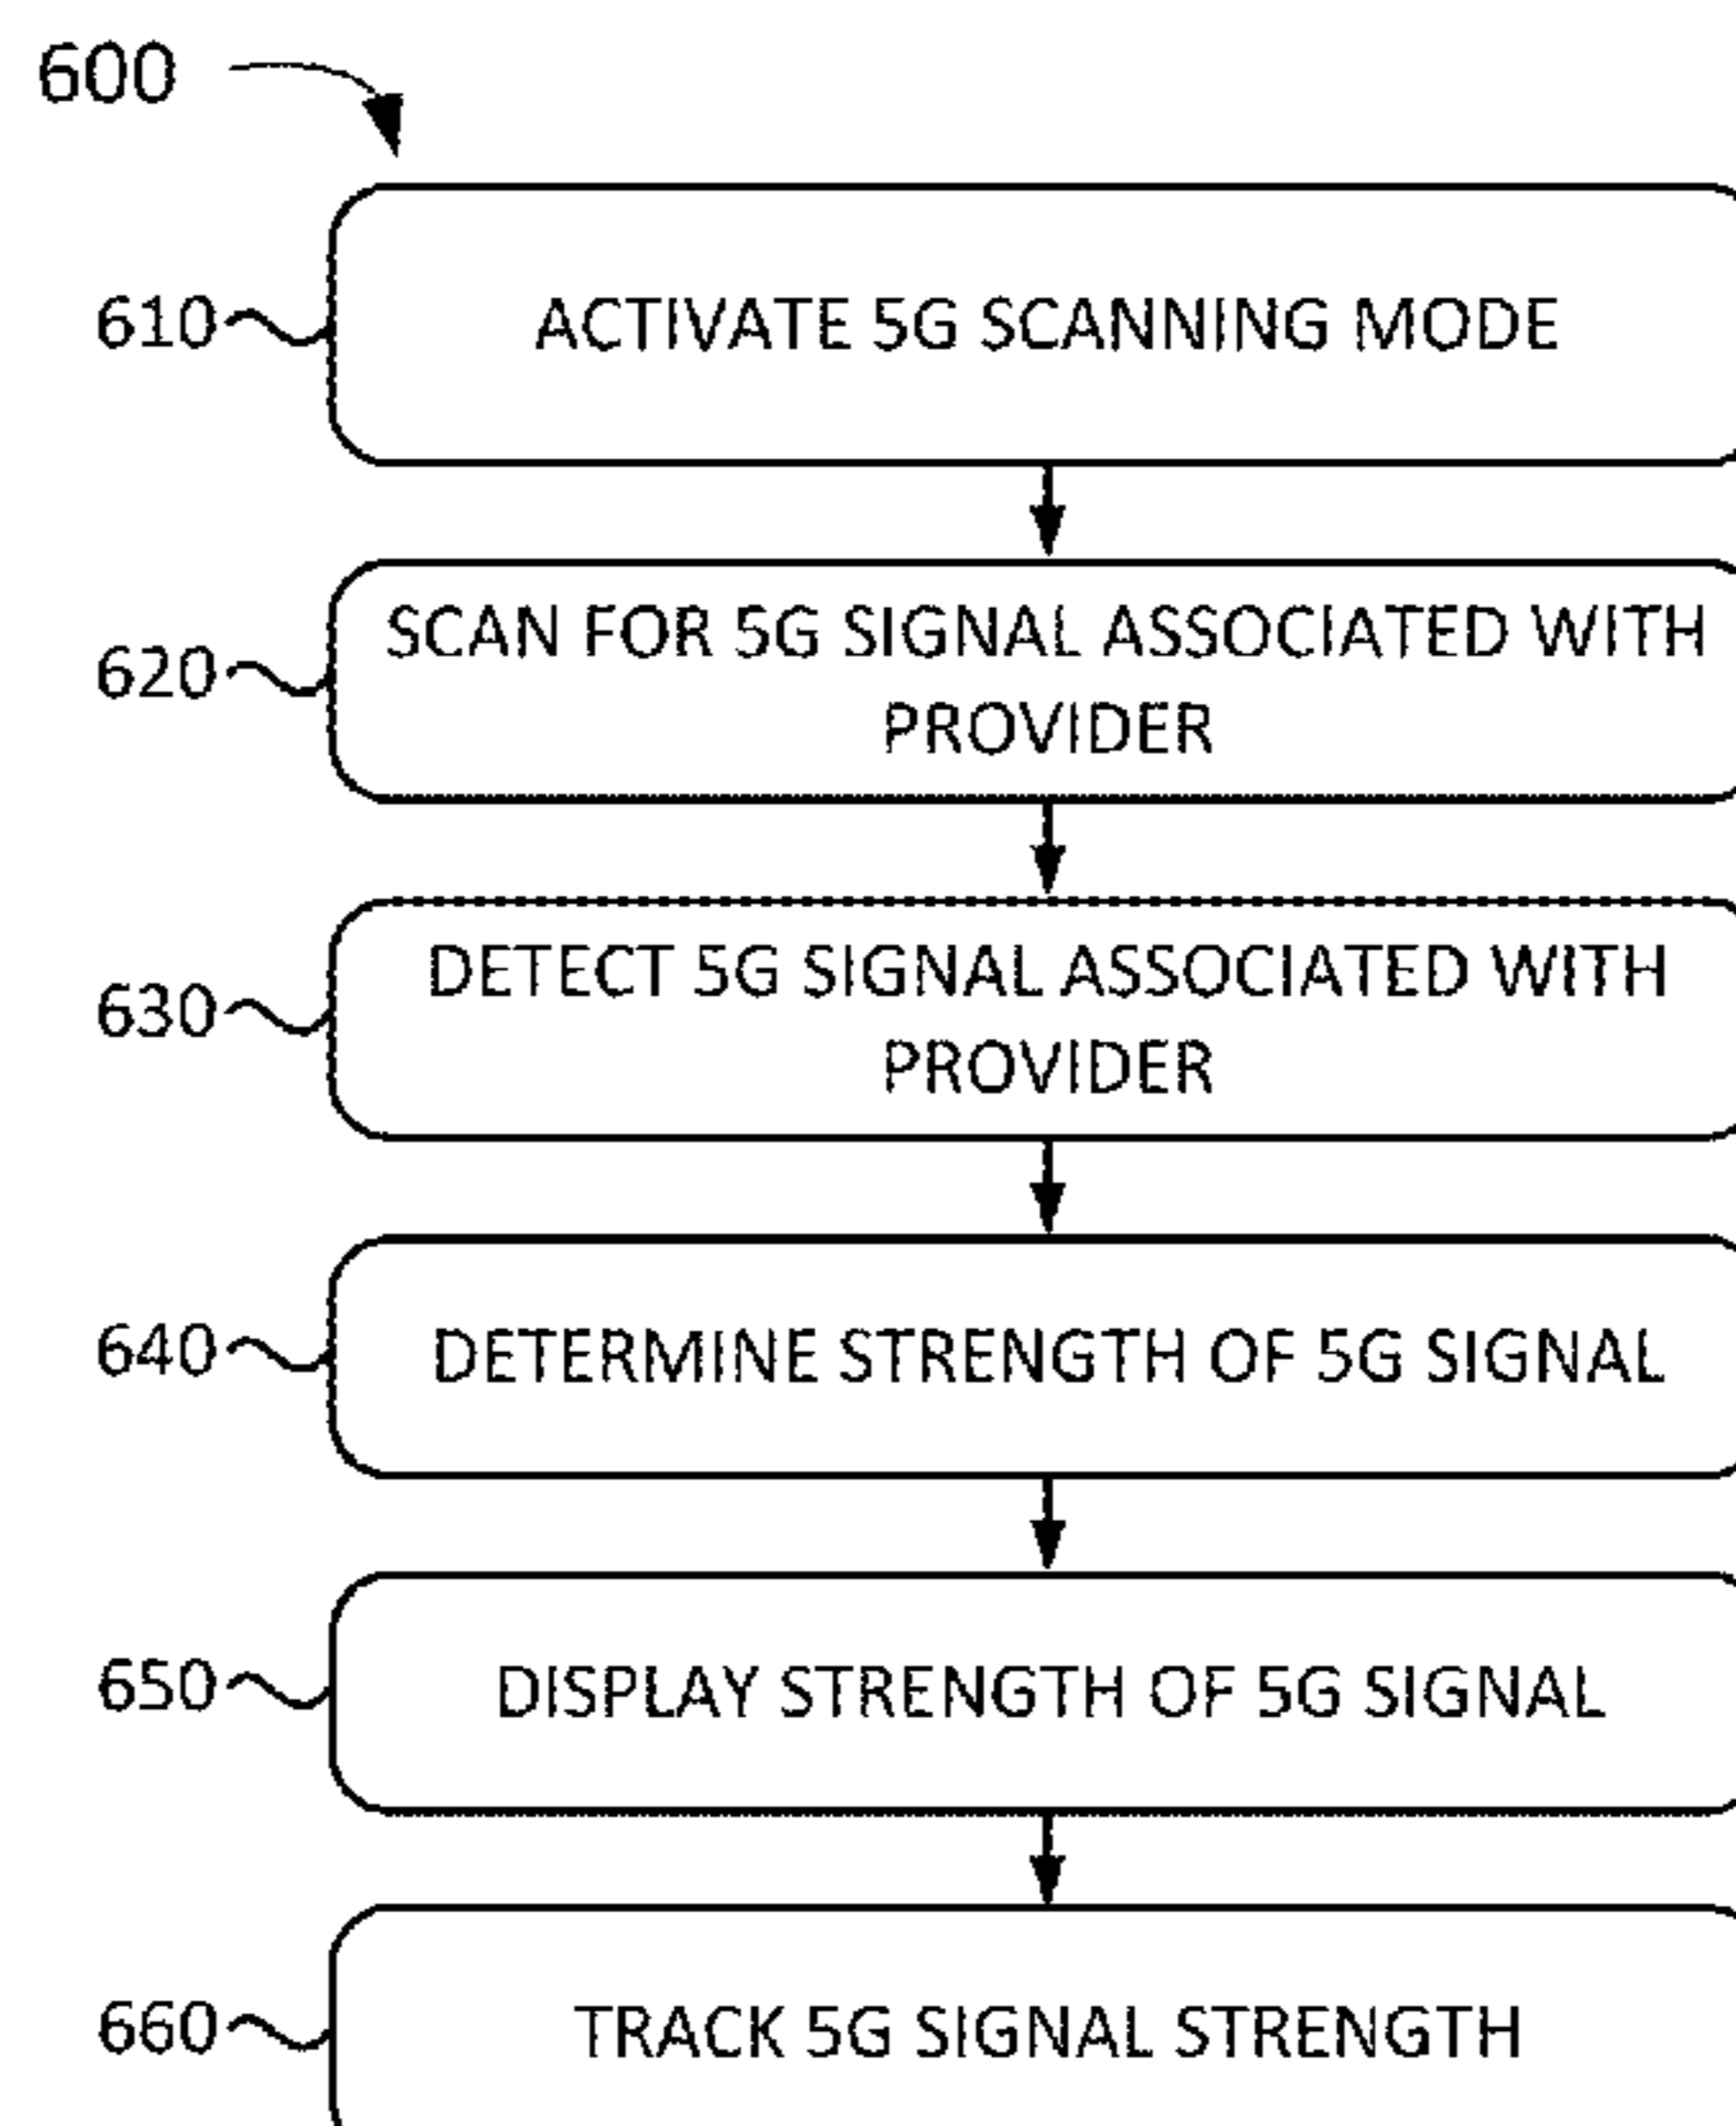 600
610
ACTIVATE 5G SCANNING MODE
620
SCAN FOR 5G SIGNAL ASSOCIATED WITH
PROVIDER
630
DETECT 5G SIGNAL ASSOCIATED WITH
PROVIDER
640
DETERMINE STRENGTH OF 5G SIGNAL
650
DISPLAY STRENGTH OF 5G SIGNAL
660
TRACK 5G SIGNAL STRENGTH